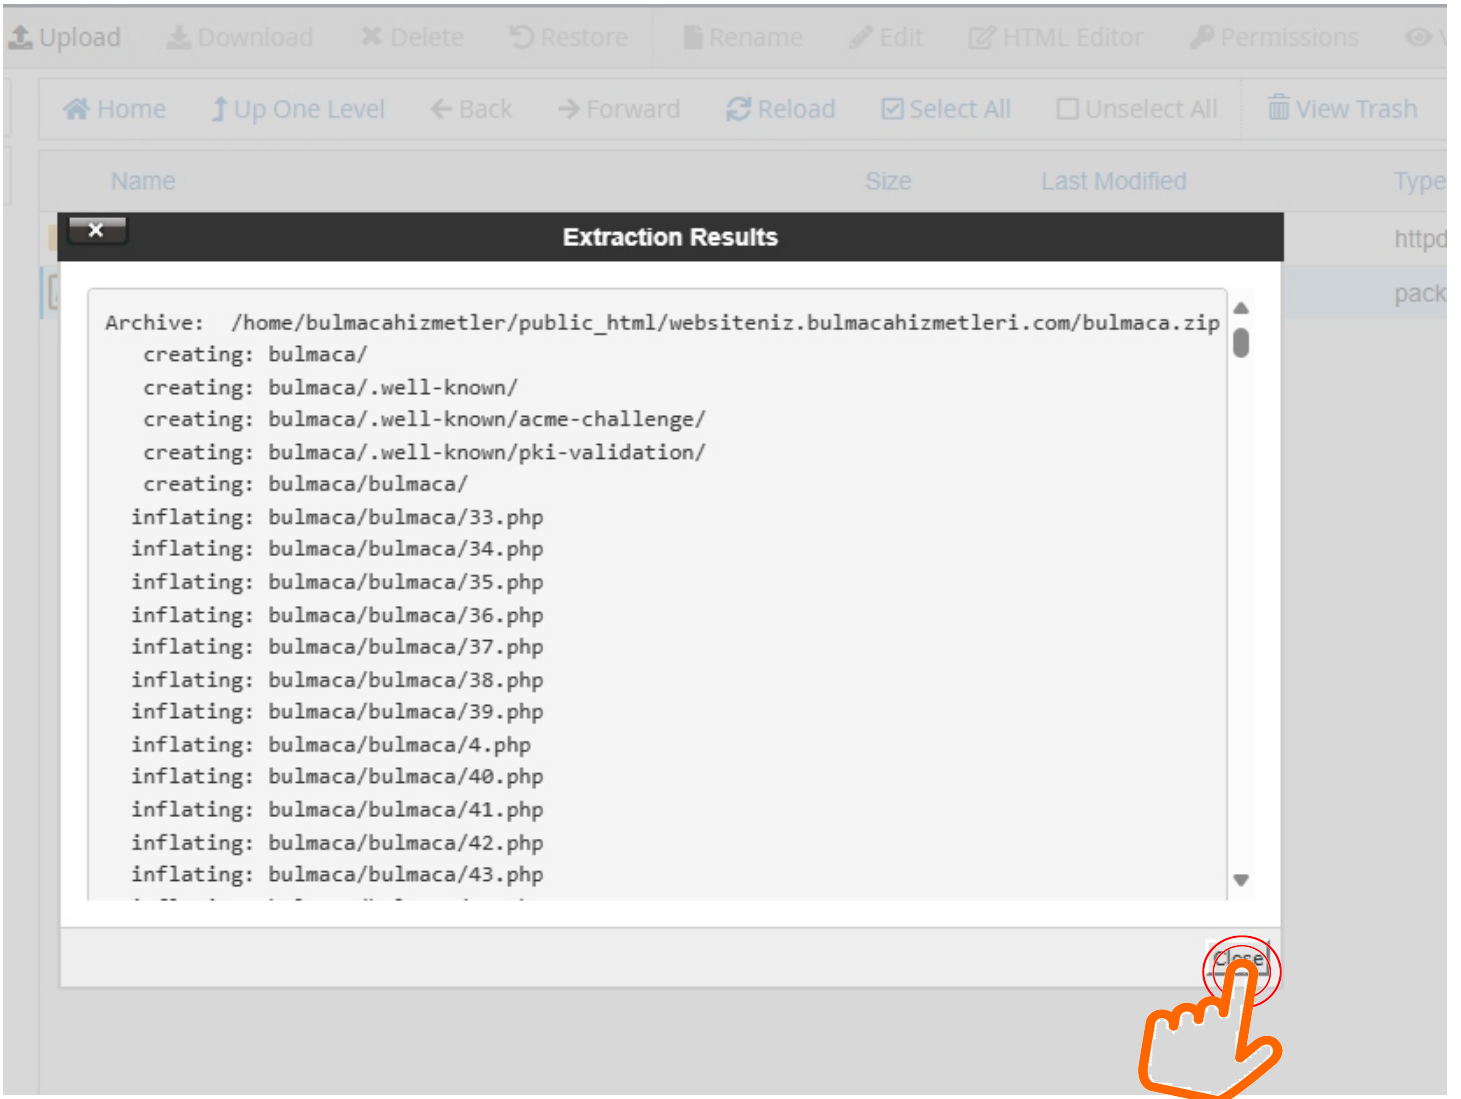 Upload Download Delete Restore Rename Edit HTML Editor Permissions
Home Up One Level Back Forward Reload Select All Unselect All View Trash
Name Size Last Modified Type
Extraction Results
httpd
pack
Archive:  /home/bulmacahizmetler/public_html/websiteniz.bulmacahizmetleri.com/bulmaca.zip
creating: bulmaca/
creating: bulmaca/.well-known/
creating: bulmaca/.well-known/acme-challenge/
creating: bulmaca/.well-known/pki-validation/
creating: bulmaca/bulmaca/
inflating: bulmaca/bulmaca/33.php
inflating: bulmaca/bulmaca/34.php
inflating: bulmaca/bulmaca/35.php
inflating: bulmaca/bulmaca/36.php
inflating: bulmaca/bulmaca/37.php
inflating: bulmaca/bulmaca/38.php
inflating: bulmaca/bulmaca/39.php
inflating: bulmaca/bulmaca/4.php
inflating: bulmaca/bulmaca/40.php
inflating: bulmaca/bulmaca/41.php
inflating: bulmaca/bulmaca/42.php
inflating: bulmaca/bulmaca/43.php
Close